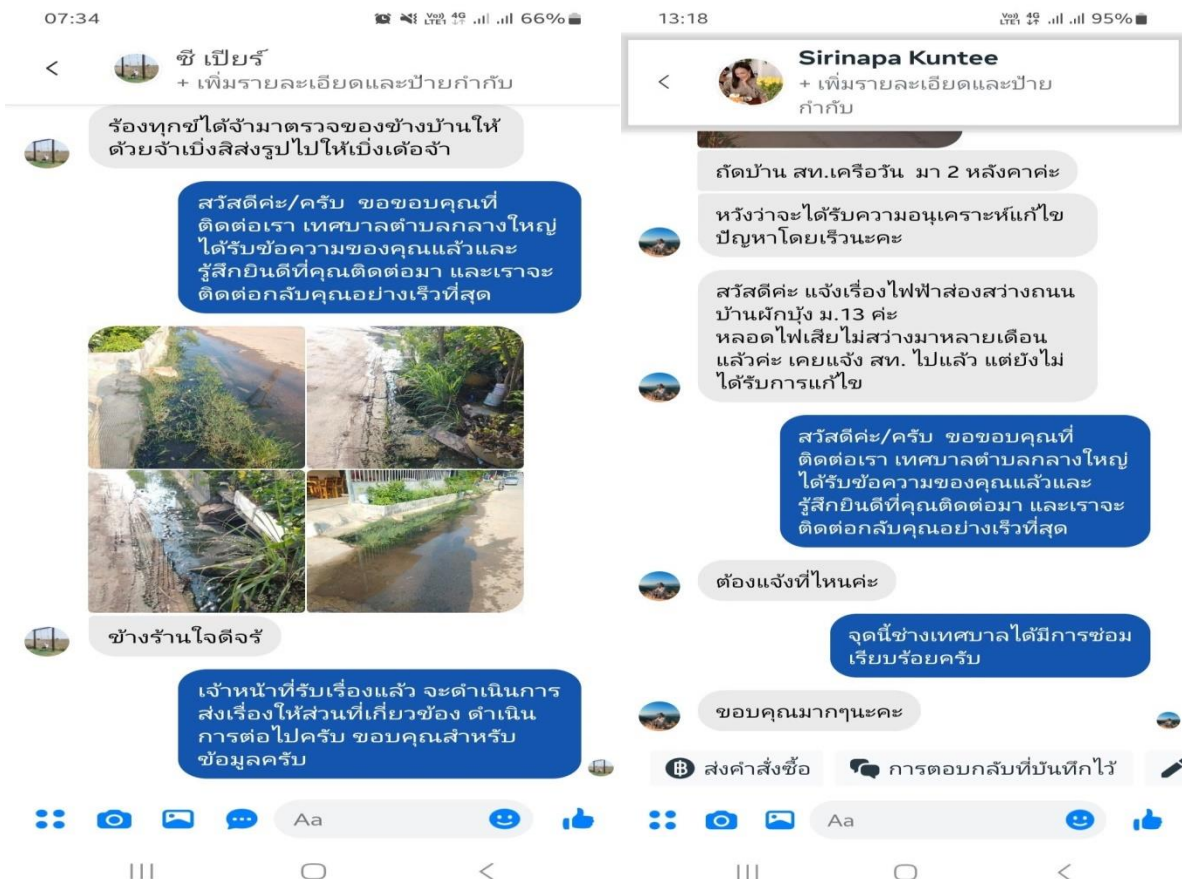 07:34
66%
ซี เปียร์
+ เพิ่มรายละเอียดและป้ายกำกับ
ร้องทุกข์ได้จ้ามาตรวจของข้างบ้านให้
ด้วยจ้าเบิ่งสิส่งรูปไปให้เบิ่งเด้อจ้า
สวัสดีค่ะ/ครับ ขอขอบคุณที่
ติดต่อเรา เทศบาลตำบลกลางใหญ่
ได้รับข้อความของคุณแล้วและ
รู้สึกยินดีที่คุณติดต่อมา และเราจะ
ติดต่อกลับคุณอย่างเร็วที่สุด
ข้างร้านใจดีจร้
เจ้าหน้าที่รับเรื่องแล้ว จะดำเนินการ
ส่งเรื่องให้ส่วนที่เกี่ยวข้อง ดำเนิน
การต่อไปครับ ขอบคุณสำหรับ
ข้อมูลครับ
Aa
13:18
95%
Sirinapa Kuntee
+ เพิ่มรายละเอียดและป้าย
กำกับ
ถัดบ้าน สท.เครือวัน มา 2 หลังคาค่ะ
หวังว่าจะได้รับความอนุเคราะห์แก้ไข
ปัญหาโดยเร็วนะคะ
สวัสดีค่ะ แจ้งเรื่องไฟฟ้าส่องสว่างถนน
บ้านผักบุ้ง ม.13 ค่ะ
หลอดไฟเสียไม่สว่างมาหลายเดือน
แล้วค่ะ เคยแจ้ง สท. ไปแล้ว แต่ยังไม่
ได้รับการแก้ไข
สวัสดีค่ะ/ครับ ขอขอบคุณที่
ติดต่อเรา เทศบาลตำบลกลางใหญ่
ได้รับข้อความของคุณแล้วและ
รู้สึกยินดีที่คุณติดต่อมา และเราจะ
ติดต่อกลับคุณอย่างเร็วที่สุด
ต้องแจ้งที่ไหนค่ะ
จุดนี้ช่างเทศบาลได้มีการซ่อม
เรียบร้อยครับ
ขอบคุณมากๆนะคะ
ส่งคำสั่งซื้อ
การตอบกลับที่บันทึกไว้
Aa